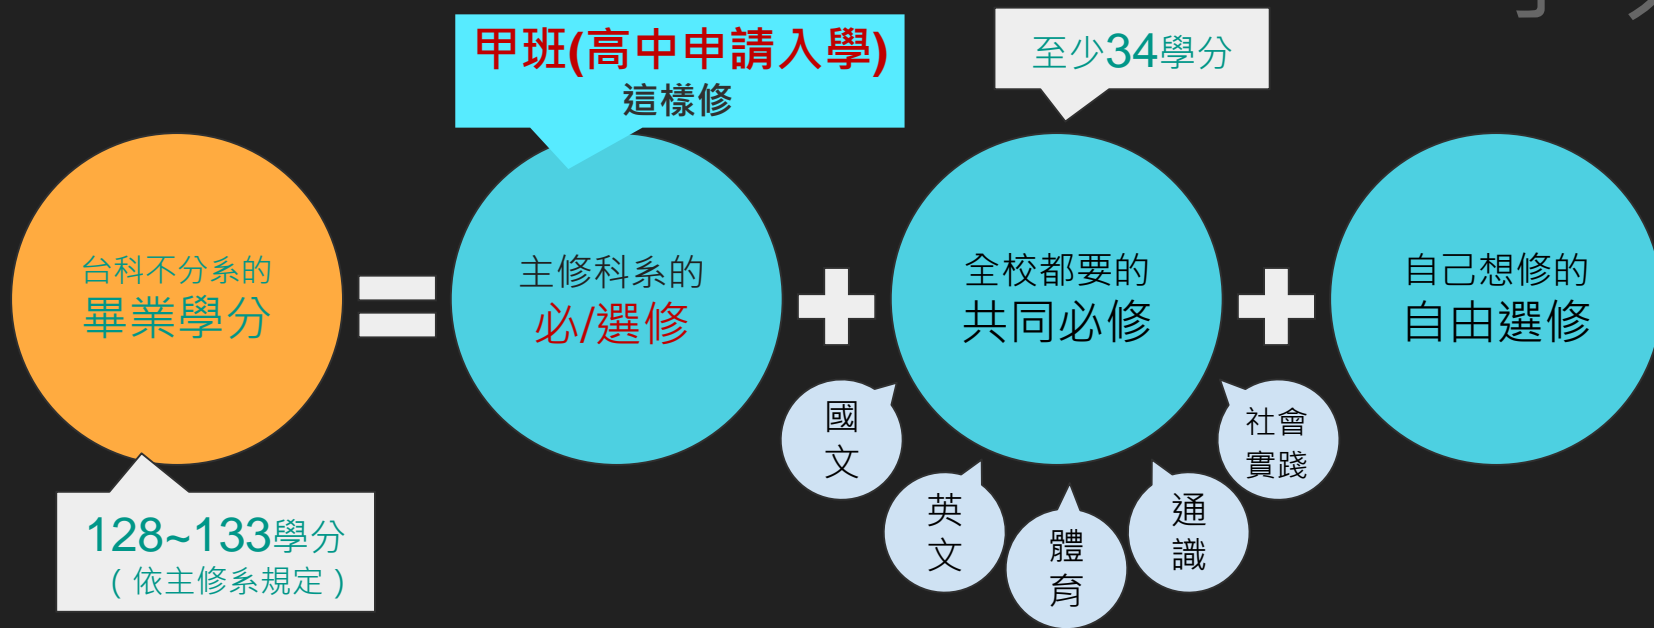 甲班(高中申請入學)
這樣修
至少34學分
台科不分系的
畢業學分
主修科系的
必/選修
全校都要的
共同必修
自己想修的
自由選修
128~133學分
(依主修系規定)
國
文
英
文
體
育
通
識
社會
實踐